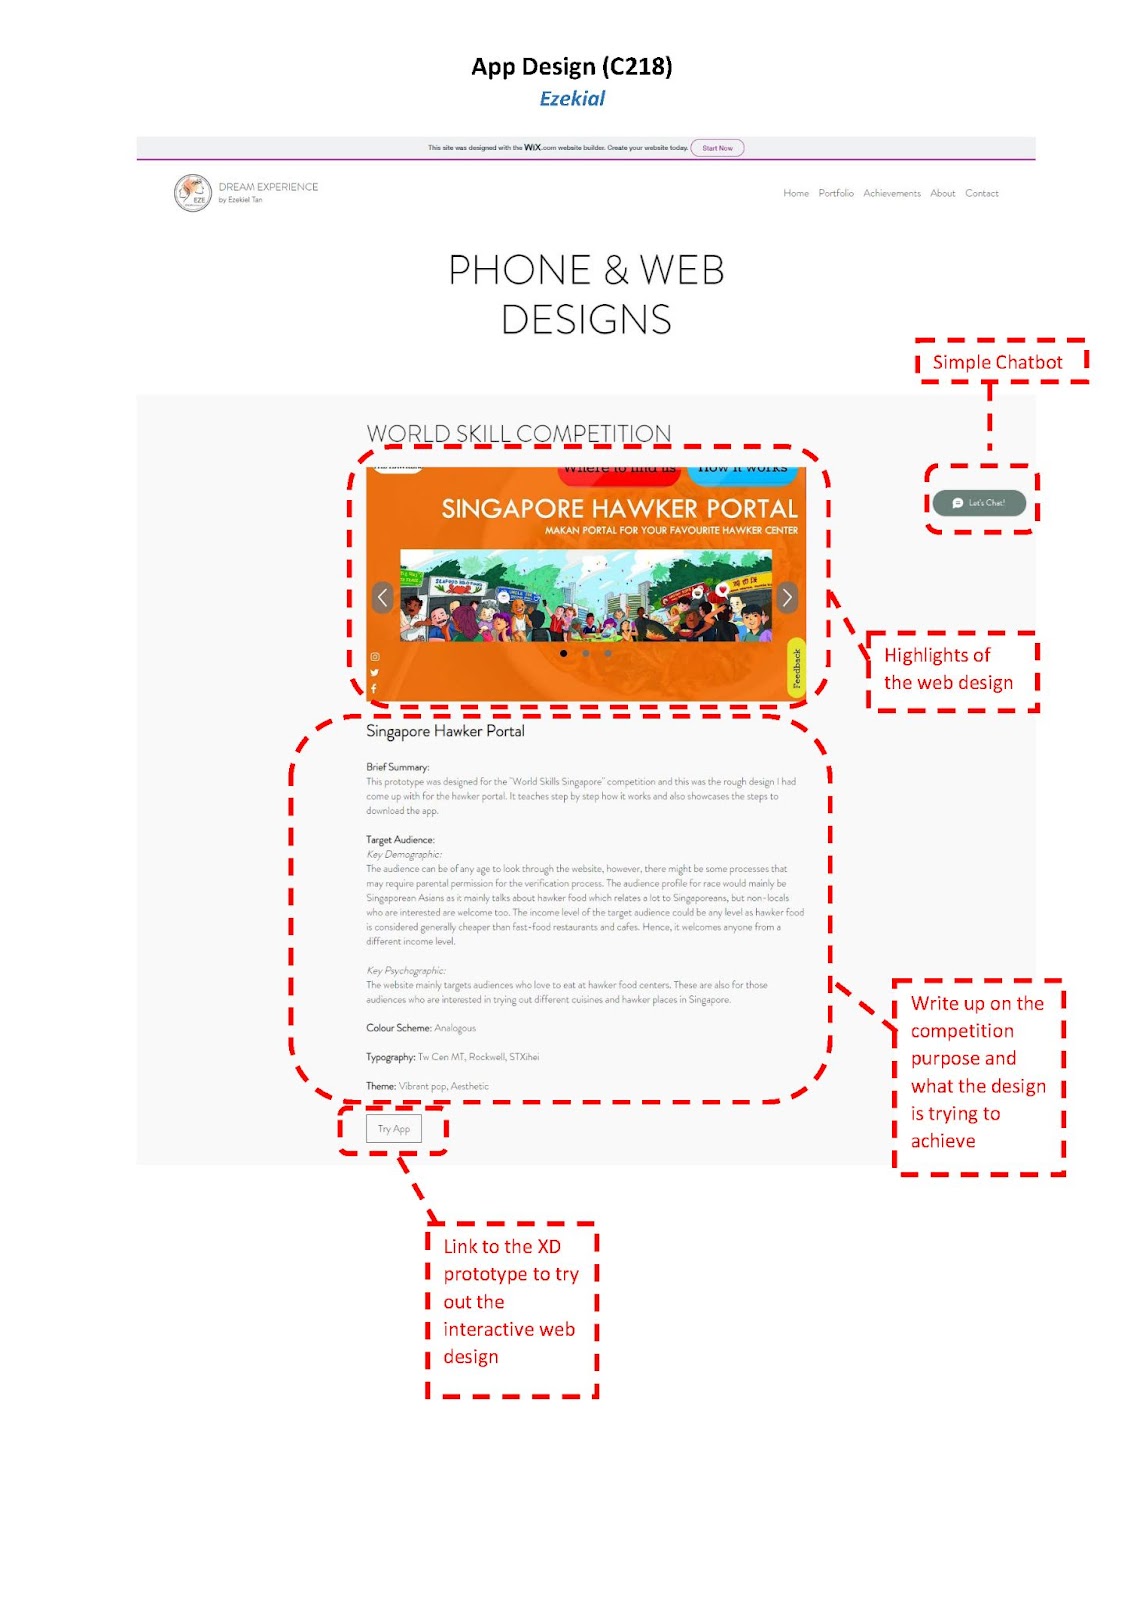 App Design (C218)
Ezekial
This site was designed with the WiX.com website builder. Create your website today. Start Now
DREAM EXPERIENCE
by Ezekiel Tan
EZE
Home Portfolio Achievements About Contact
PHONE & WEB
DESIGNS
Simple Chatbot
WORLD SKILL COMPETITION
Where to find us How it works
SINGAPORE HAWKER PORTAL
MAKAN PORTAL FOR YOUR FAVOURITE HAWKER CENTER
Let's Chat!
Feedback
Highlights of
the web design
Singapore Hawker Portal
Brief Summary:
This prototype was designed for the "World Skills Singapore" competition and this was the rough design I had
come up with for the hawker portal. It teaches step by step how it works and also showcases the steps to
download the app.
Target Audience:
Key Demographic:
The audience can be of any age to look through the website, however, there might be some processes that
may require parental permission for the verification process. The audience profile for race would mainly be
Singaporean Asians as it mainly talks about hawker food which relates a lot to Singaporeans, but non-locals
who are interested are welcome too. The income level of the target audience could be any level as hawker food
is considered generally cheaper than fast-food restaurants and cafes. Hence, it welcomes anyone from a
different income level.
Key Psychographic:
The website mainly targets audiences who love to eat at hawker food centers. These are also for those
audiences who are interested in trying out different cuisines and hawker places in Singapore.
Colour Scheme: Analogous
Typography: Tw Cen MT, Rockwell, STXihei
Theme: Vibrant pop, Aesthetic
Write up on the
competition
purpose and
what the design
is trying to
achieve
Try App
Link to the XD
prototype to try
out the
interactive web
design